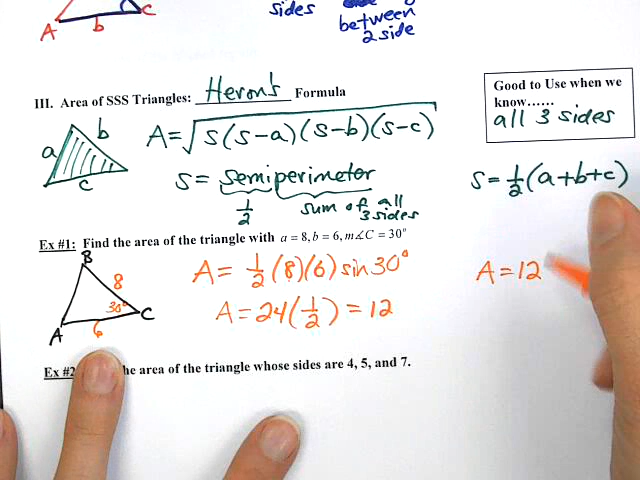 A b C
sides
between
2 side
III. Area of SSS Triangles: Heron's Formula
Good to Use when we
know......
all 3 sides
a b c
A = √s(s-a)(s-b)(s-c)
s = semiperimeter
1/2 sum of all
3 sides
s = 1/2 (a+b+c)
Ex #1: Find the area of the triangle with a = 8, b = 6, m∡C = 30°
B
8
30°
A 6 C
A = 1/2 (8)(6) sin 30°
A = 24(1/2) = 12
A = 12
Ex #2 he area of the triangle whose sides are 4, 5, and 7.